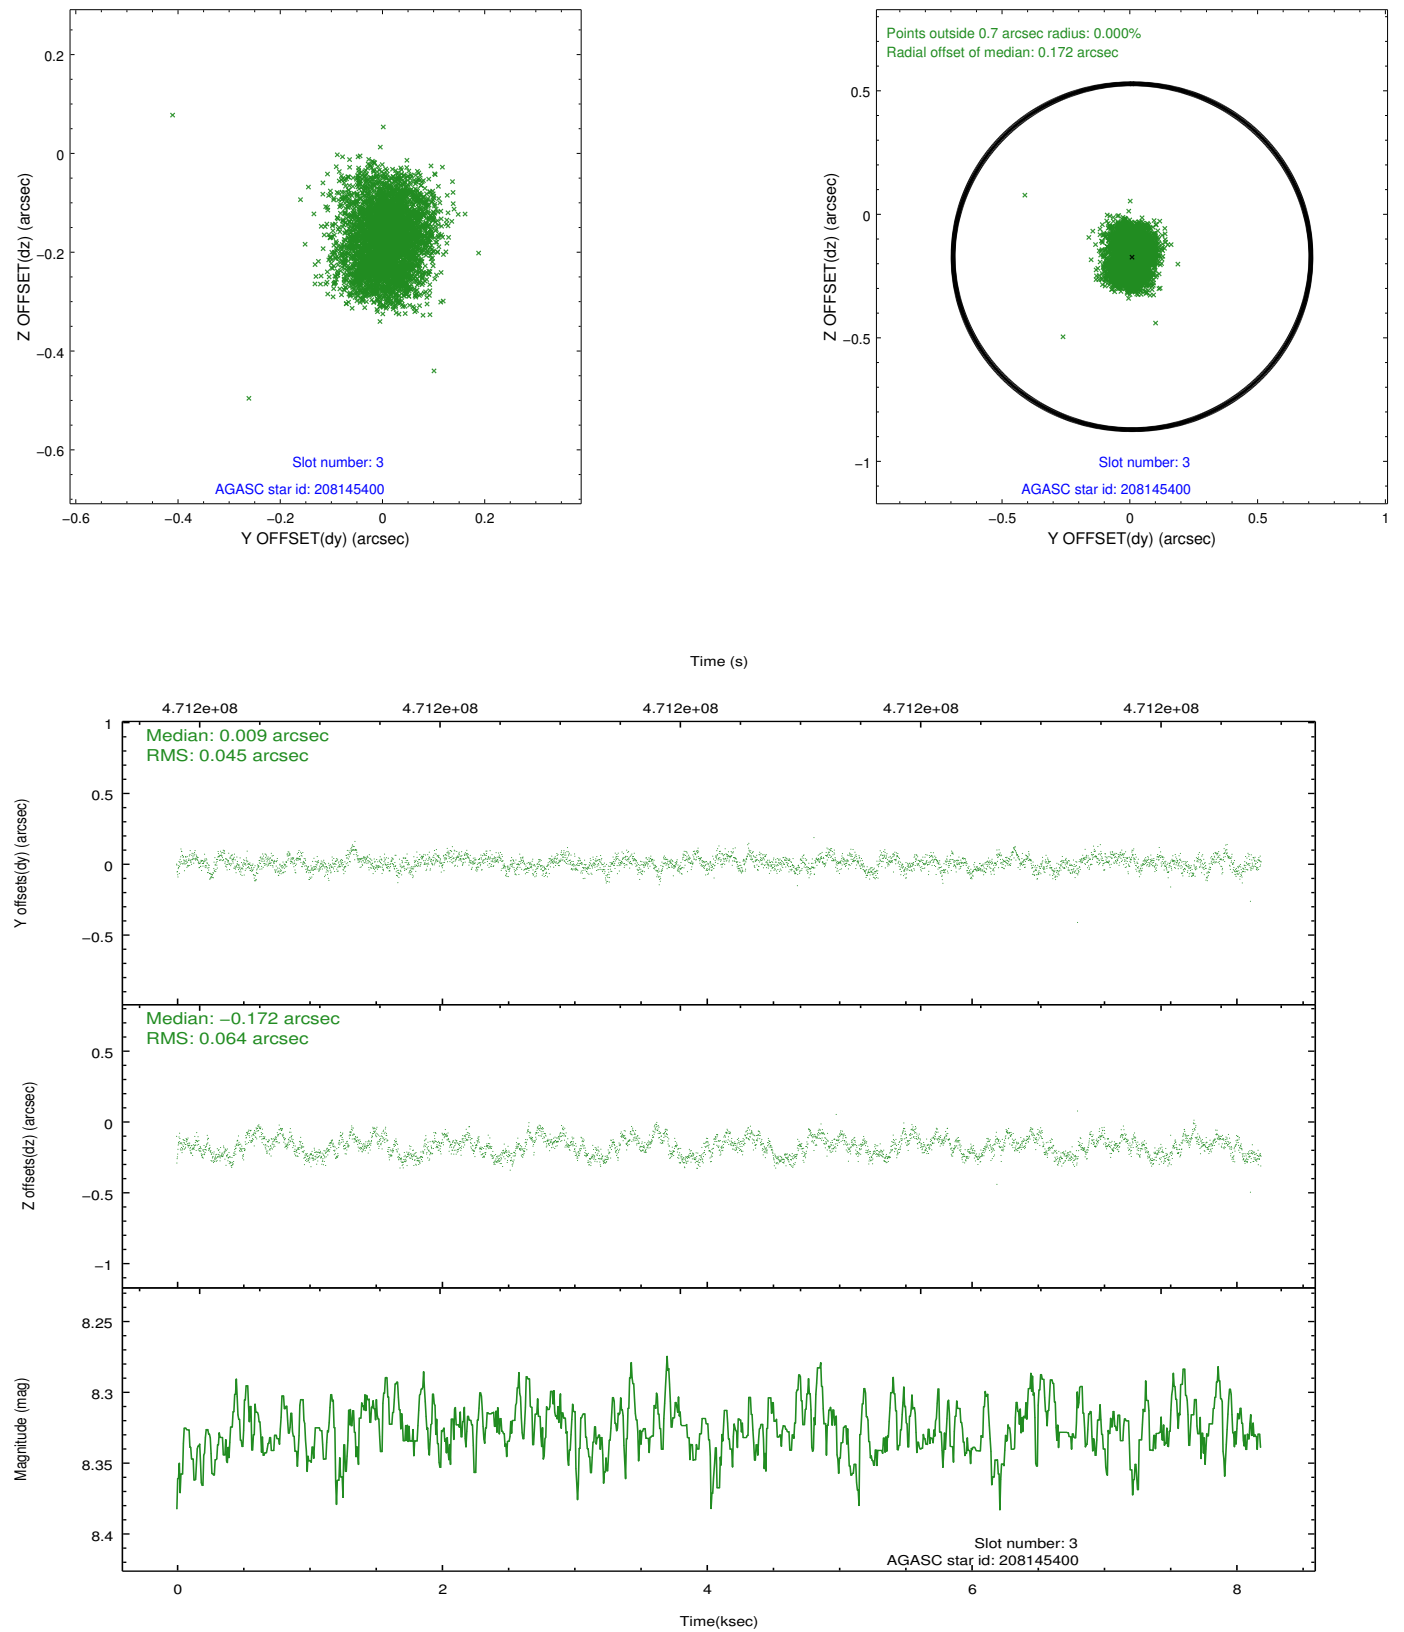 0.2
0
−0.2
−0.4
−0.6
Z OFFSET(dz) (arcsec)
Slot number: 3
AGASC star id: 208145400
−0.6
−0.4
−0.2
0
0.2
Y OFFSET(dy) (arcsec)
Points outside 0.7 arcsec radius: 0.000%
Radial offset of median: 0.172 arcsec
0.5
0
−0.5
−1
Z OFFSET(dz) (arcsec)
Slot number: 3
AGASC star id: 208145400
−0.5
0
0.5
1
Y OFFSET(dy) (arcsec)
Time (s)
4.712e+08
4.712e+08
4.712e+08
4.712e+08
4.712e+08
Median: 0.009 arcsec
RMS: 0.045 arcsec
1
0.5
0
−0.5
Y offsets(dy) (arcsec)
Median: −0.172 arcsec
RMS: 0.064 arcsec
0.5
0
−0.5
−1
Z offsets(dz) (arcsec)
8.25
8.3
8.35
8.4
Magnitude (mag)
Slot number: 3
AGASC star id: 208145400
0
2
4
6
8
Time(ksec)